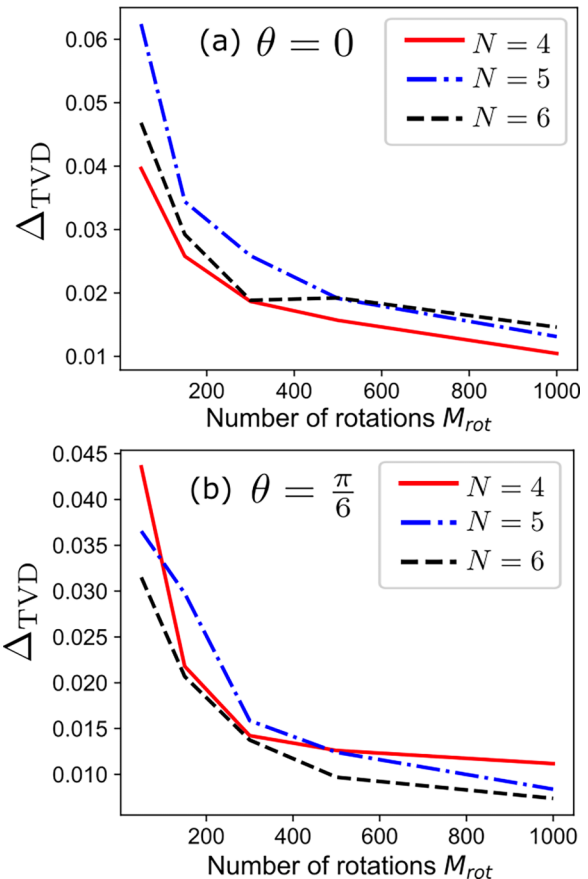 (a) θ = 0
N = 4
N = 5
N = 6
Δ_TVD
0.06
0.05
0.04
0.03
0.02
0.01
200 400 600 800 1000
Number of rotations M_rot
(b) θ = π/6
N = 4
N = 5
N = 6
Δ_TVD
0.045
0.040
0.035
0.030
0.025
0.020
0.015
0.010
200 400 600 800 1000
Number of rotations M_rot